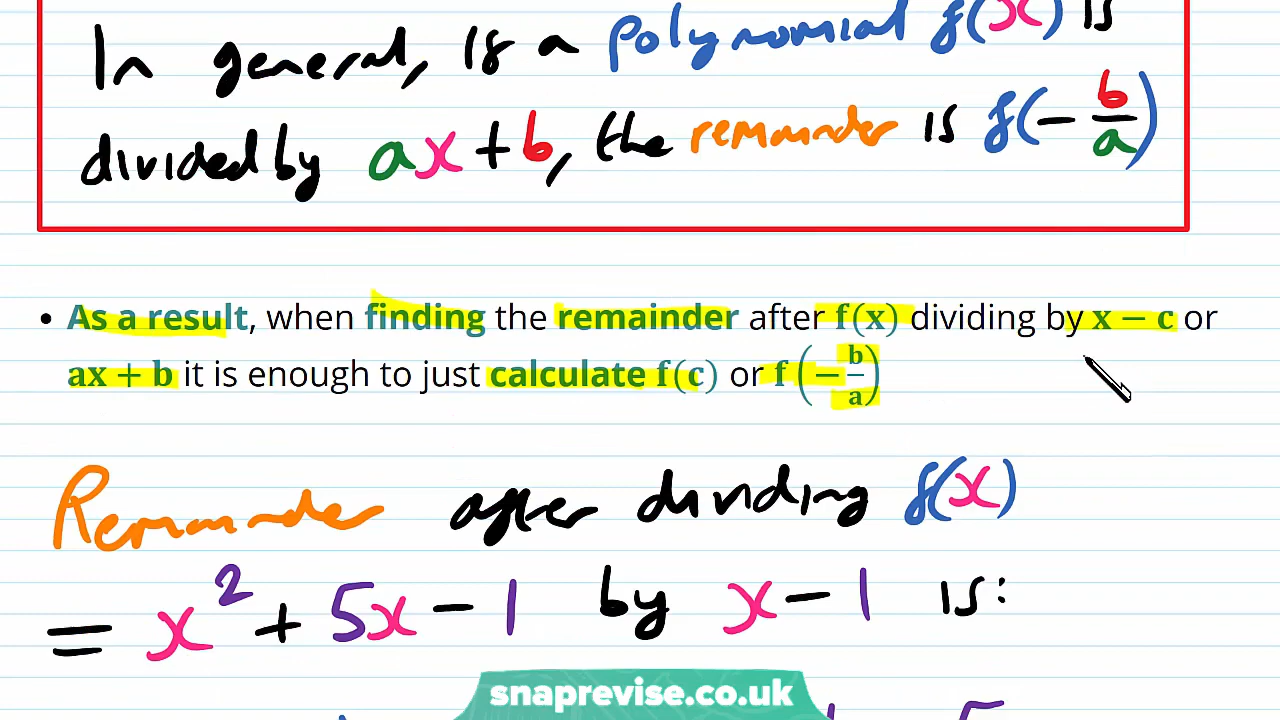 In general, if a polynomial f(x) is
divided by ax + b, the remainder is f(-b/a)
• As a result, when finding the remainder after f(x) dividing by x − c or
ax + b it is enough to just calculate f(c) or f(−b/a)
Remainder after dividing f(x)
= x² + 5x − 1 by x − 1 is:
snaprevise.co.uk